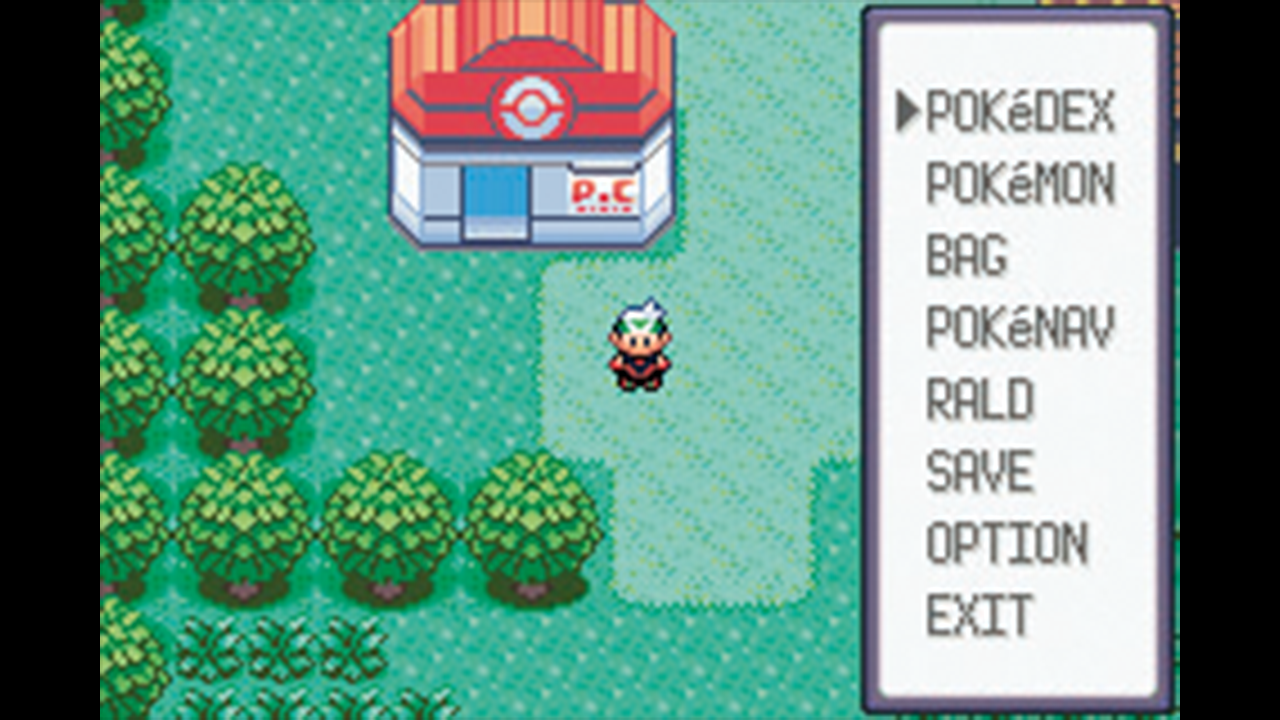 P.C
POKéDEX
POKéMON
BAG
POKéNAV
RALD
SAVE
OPTION
EXIT